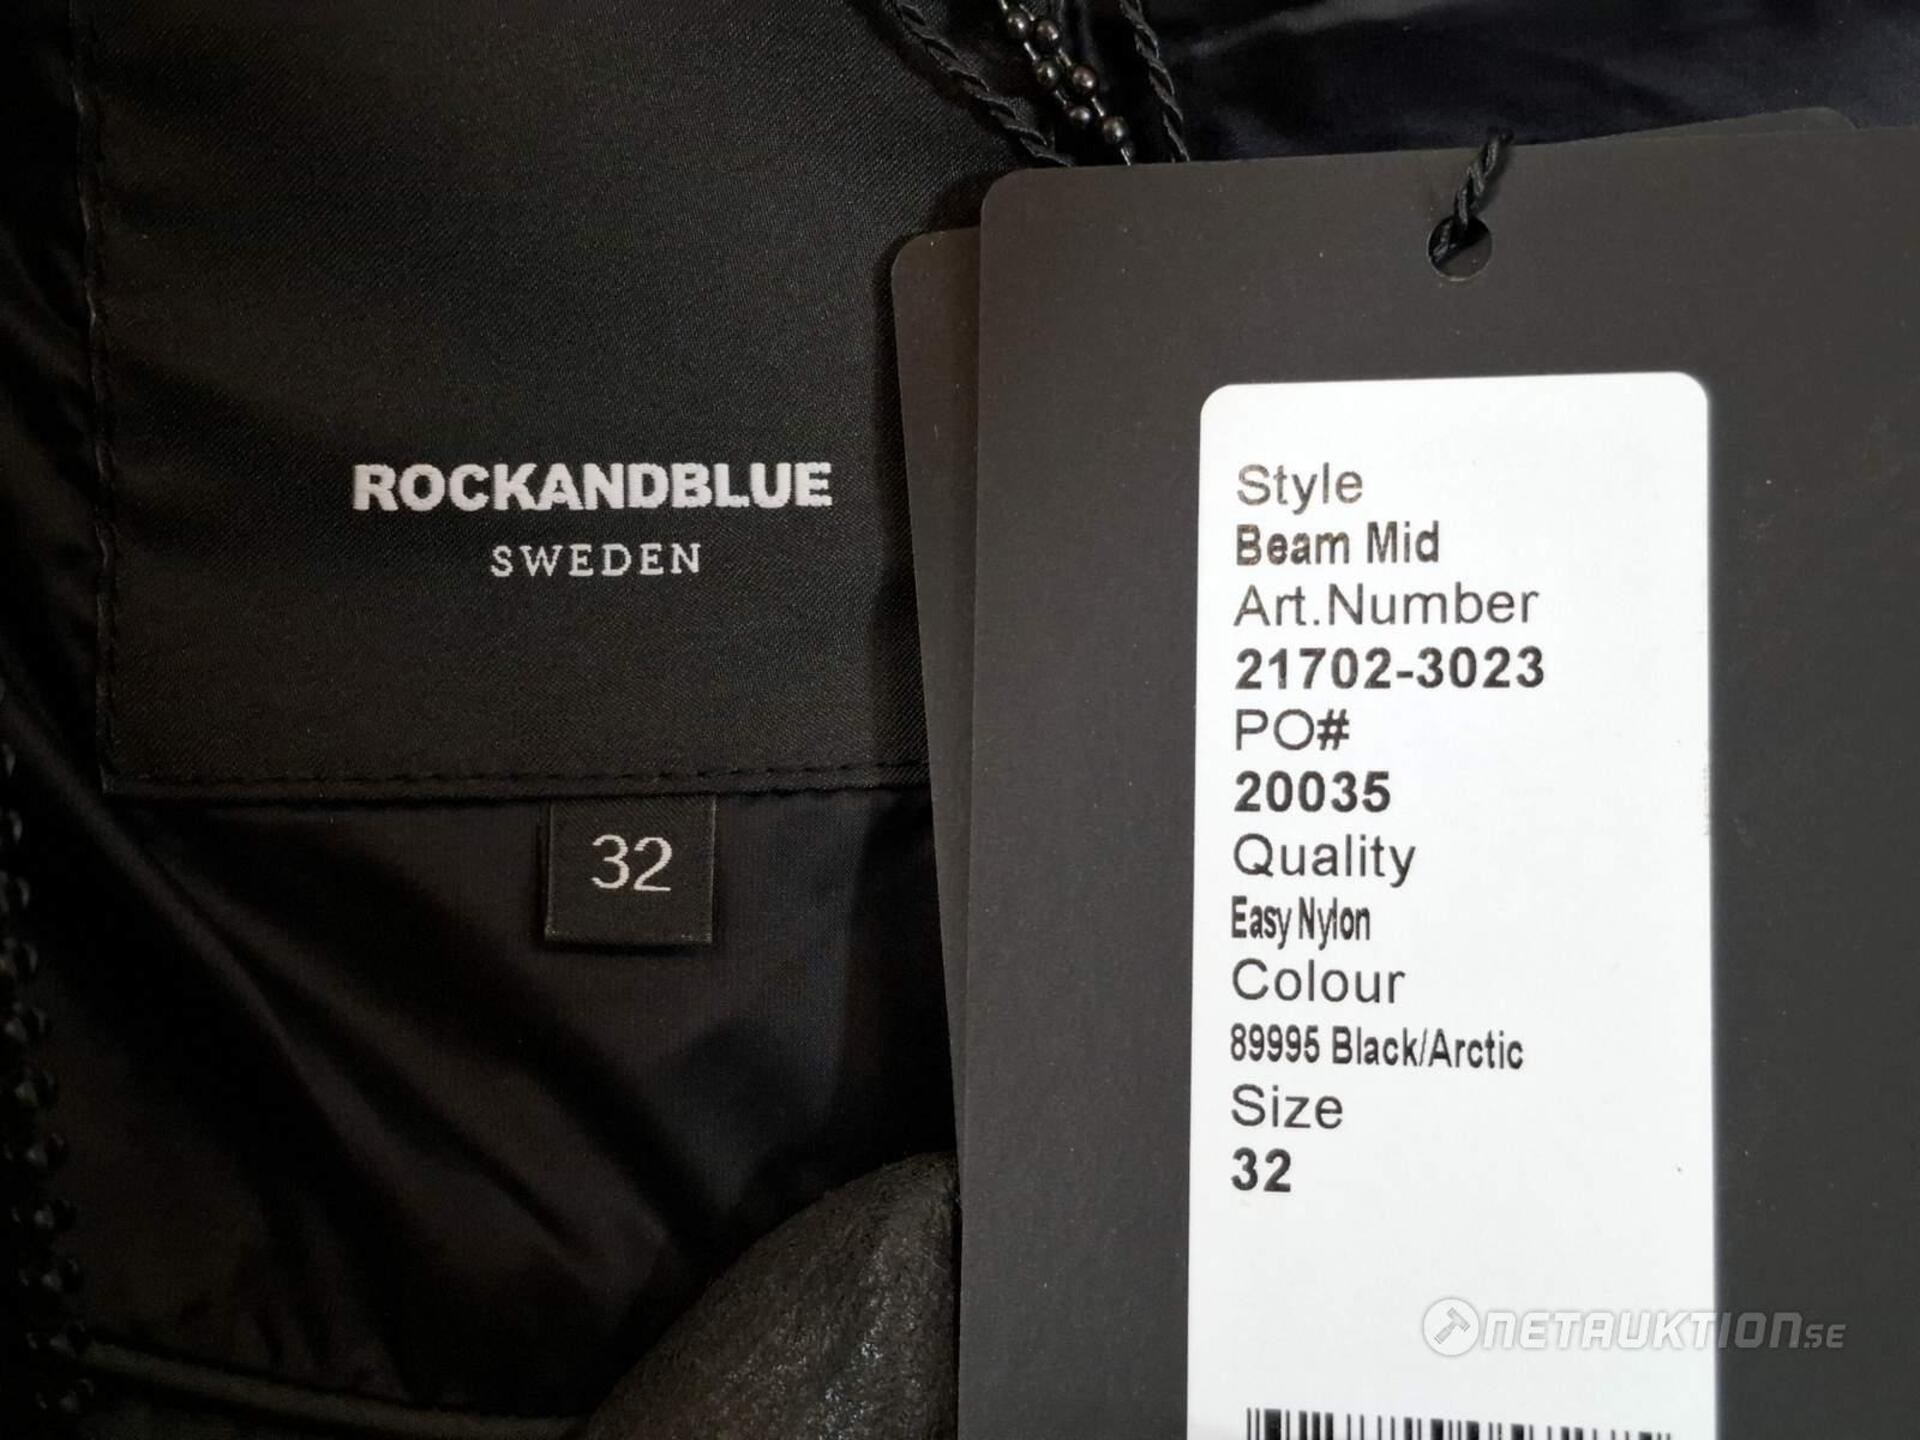 ROCKANDBLUE
SWEDEN
32
Style
Beam Mid
Art.Number
21702-3023
PO#
20035
Quality
Easy Nylon
Colour
89995 Black/Arctic
Size
32
NETAUKTION.SE